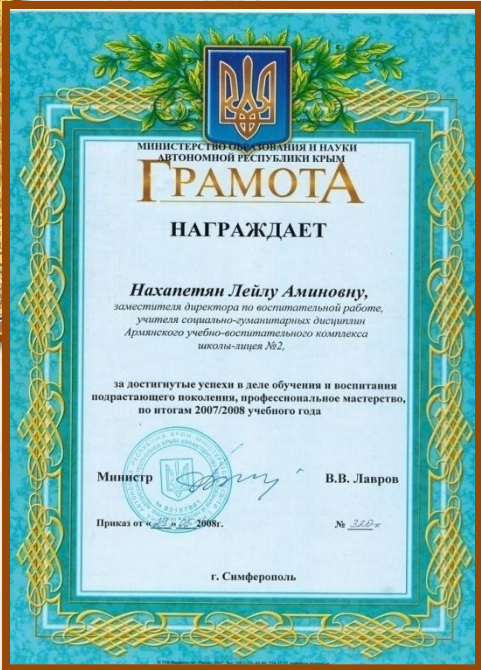 МИНИСТЕРСТВО ОБРАЗОВАНИЯ И НАУКИ
АВТОНОМНОЙ РЕСПУБЛИКИ КРЫМ
ГРАМОТА
НАГРАЖДАЕТ
Нахапетян Лейлу Аминовну,
заместителя директора по воспитательной работе,
учителя социально-гуманитарных дисциплин
Армянского учебно-воспитательного комплекса
школы-лицея №2,
за достигнутые успехи в деле обучения и воспитания
подрастающего поколения, профессиональное мастерство,
по итогам 2007/2008 учебного года
Министр В.В. Лавров
Приказ от « » 2008г. №
г. Симферополь